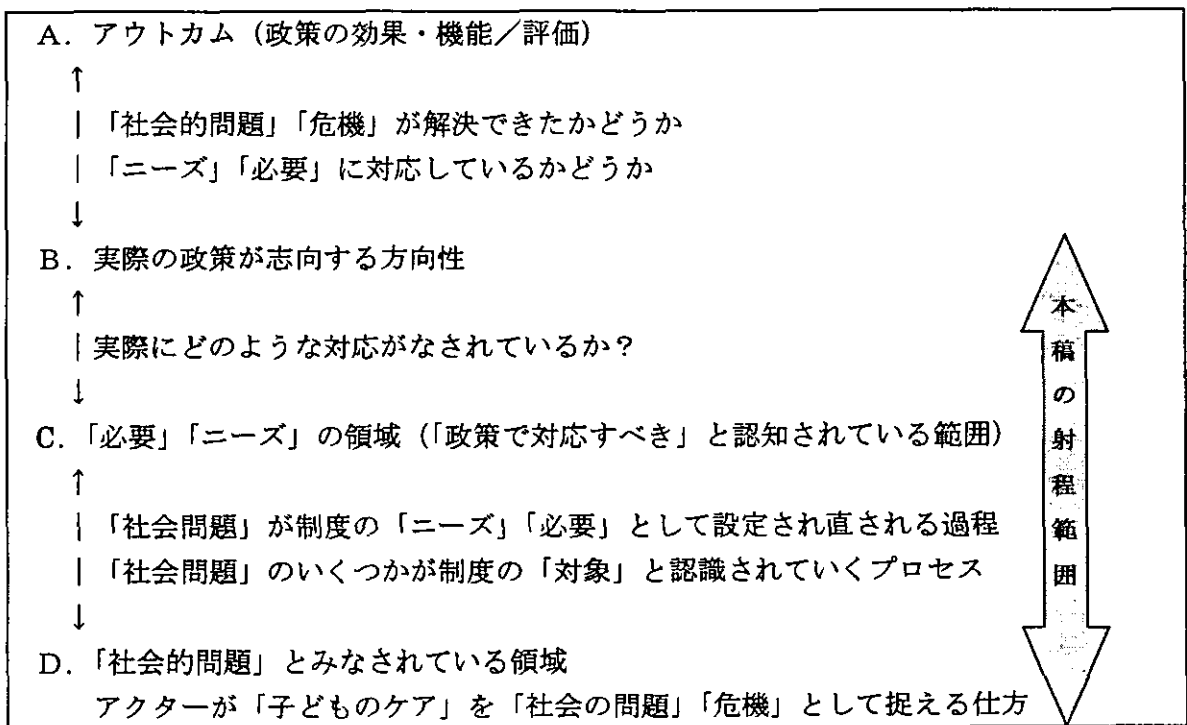 A．アウトカム（政策の効果・機能／評価）
↑
｜「社会的問題」「危機」が解決できたかどうか
｜「ニーズ」「必要」に対応しているかどうか
↓
B．実際の政策が志向する方向性
↑
｜実際にどのような対応がなされているか？
↓
C．「必要」「ニーズ」の領域（「政策で対応すべき」と認知されている範囲）
↑
｜「社会問題」が制度の「ニーズ」「必要」として設定され直される過程
｜「社会問題」のいくつかが制度の「対象」と認識されていくプロセス
↓
D．「社会的問題」とみなされている領域
アクターが「子どものケア」を「社会の問題」「危機」として捉える仕方
本稿の射程範囲